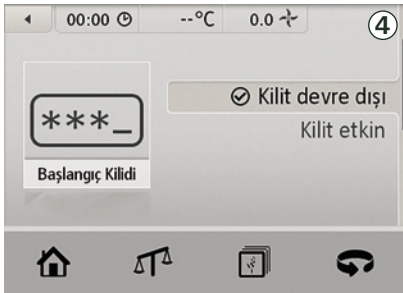 00:00 --°C 0.0 ④
***_ Kilit devre dışı
Kilit etkin
Başlangıç Kilidi